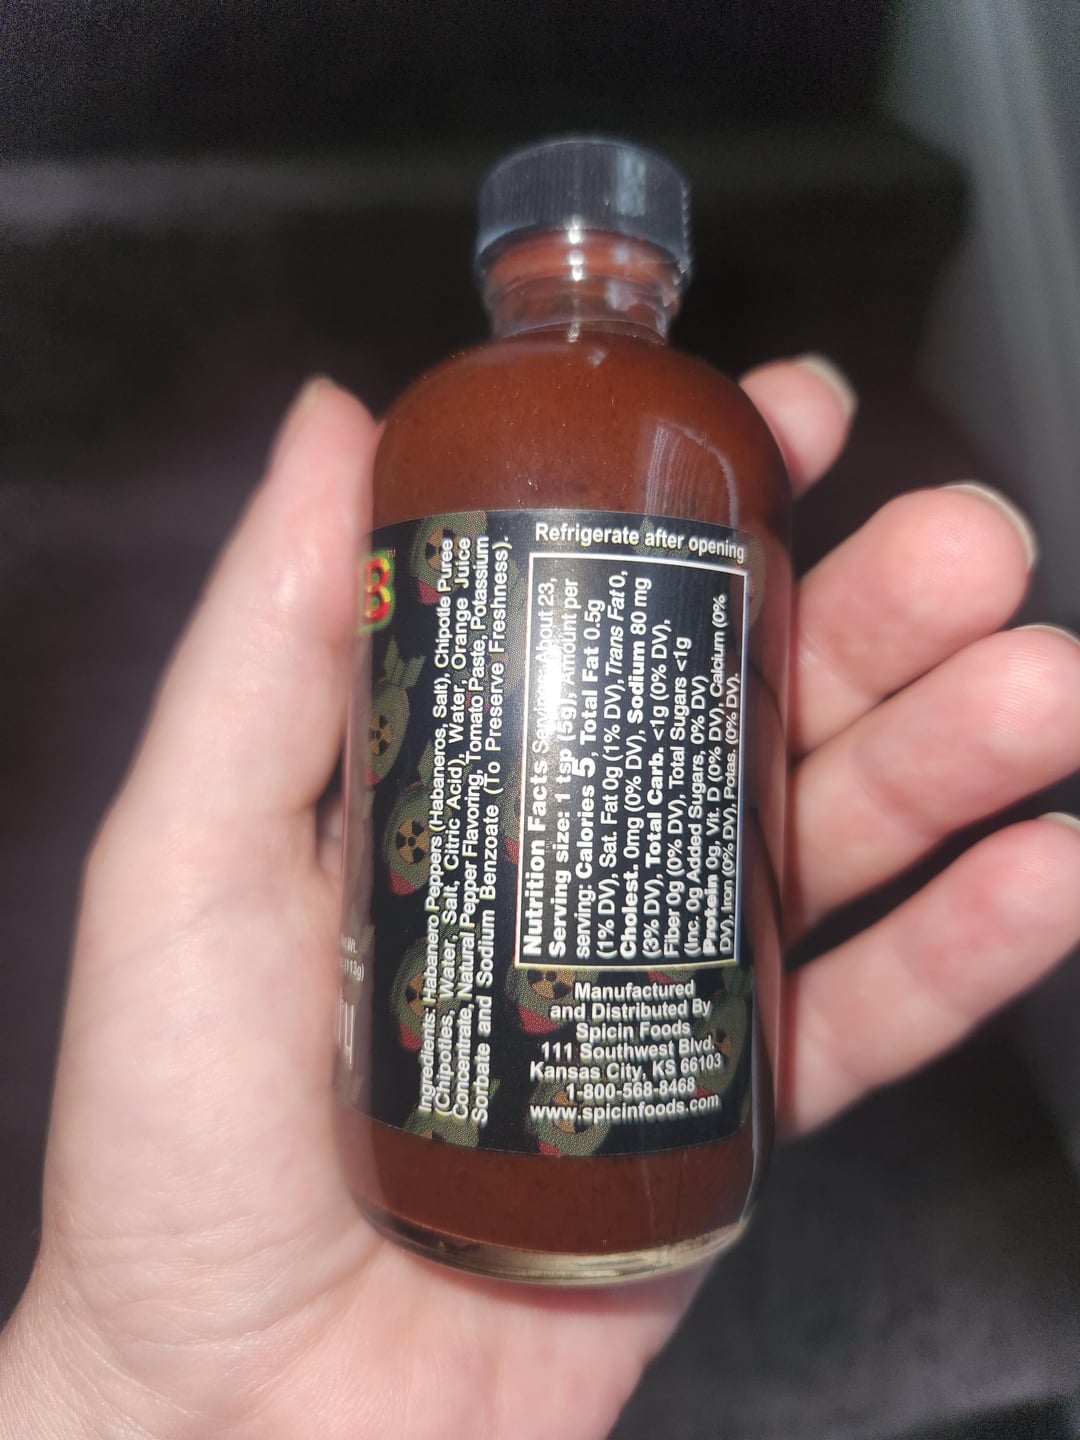 B
TM
113g)
Ingredients: Habanero Peppers (Habaneros, Salt), Chipotle Puree
(Chipotles, Water, Salt, Citric Acid), Water, Orange Juice
Concentrate, Natural Pepper Flavoring, Tomato Paste, Potassium
Sorbate and Sodium Benzoate (To Preserve Freshness).
Refrigerate after opening
Nutrition Facts Servings: About 23,
Serving size: 1 tsp (5g), Amount per
serving: Calories 5, Total Fat 0.5g
(1% DV), Sat. Fat 0g (1% DV), Trans Fat 0,
Cholest. 0mg (0% DV), Sodium 80 mg
(3% DV), Total Carb. <1g (0% DV),
Fiber 0g (0% DV), Total Sugars <1g
(Inc. 0g Added Sugars, 0% DV)
Protein 0g, Vit. D (0% DV), Calcium (0%
DV), Iron (0% DV), Potas. (0% DV).
Manufactured
and Distributed By
Spicin Foods
111 Southwest Blvd.
Kansas City, KS 66103
1-800-568-8468
www.spicinfoods.com